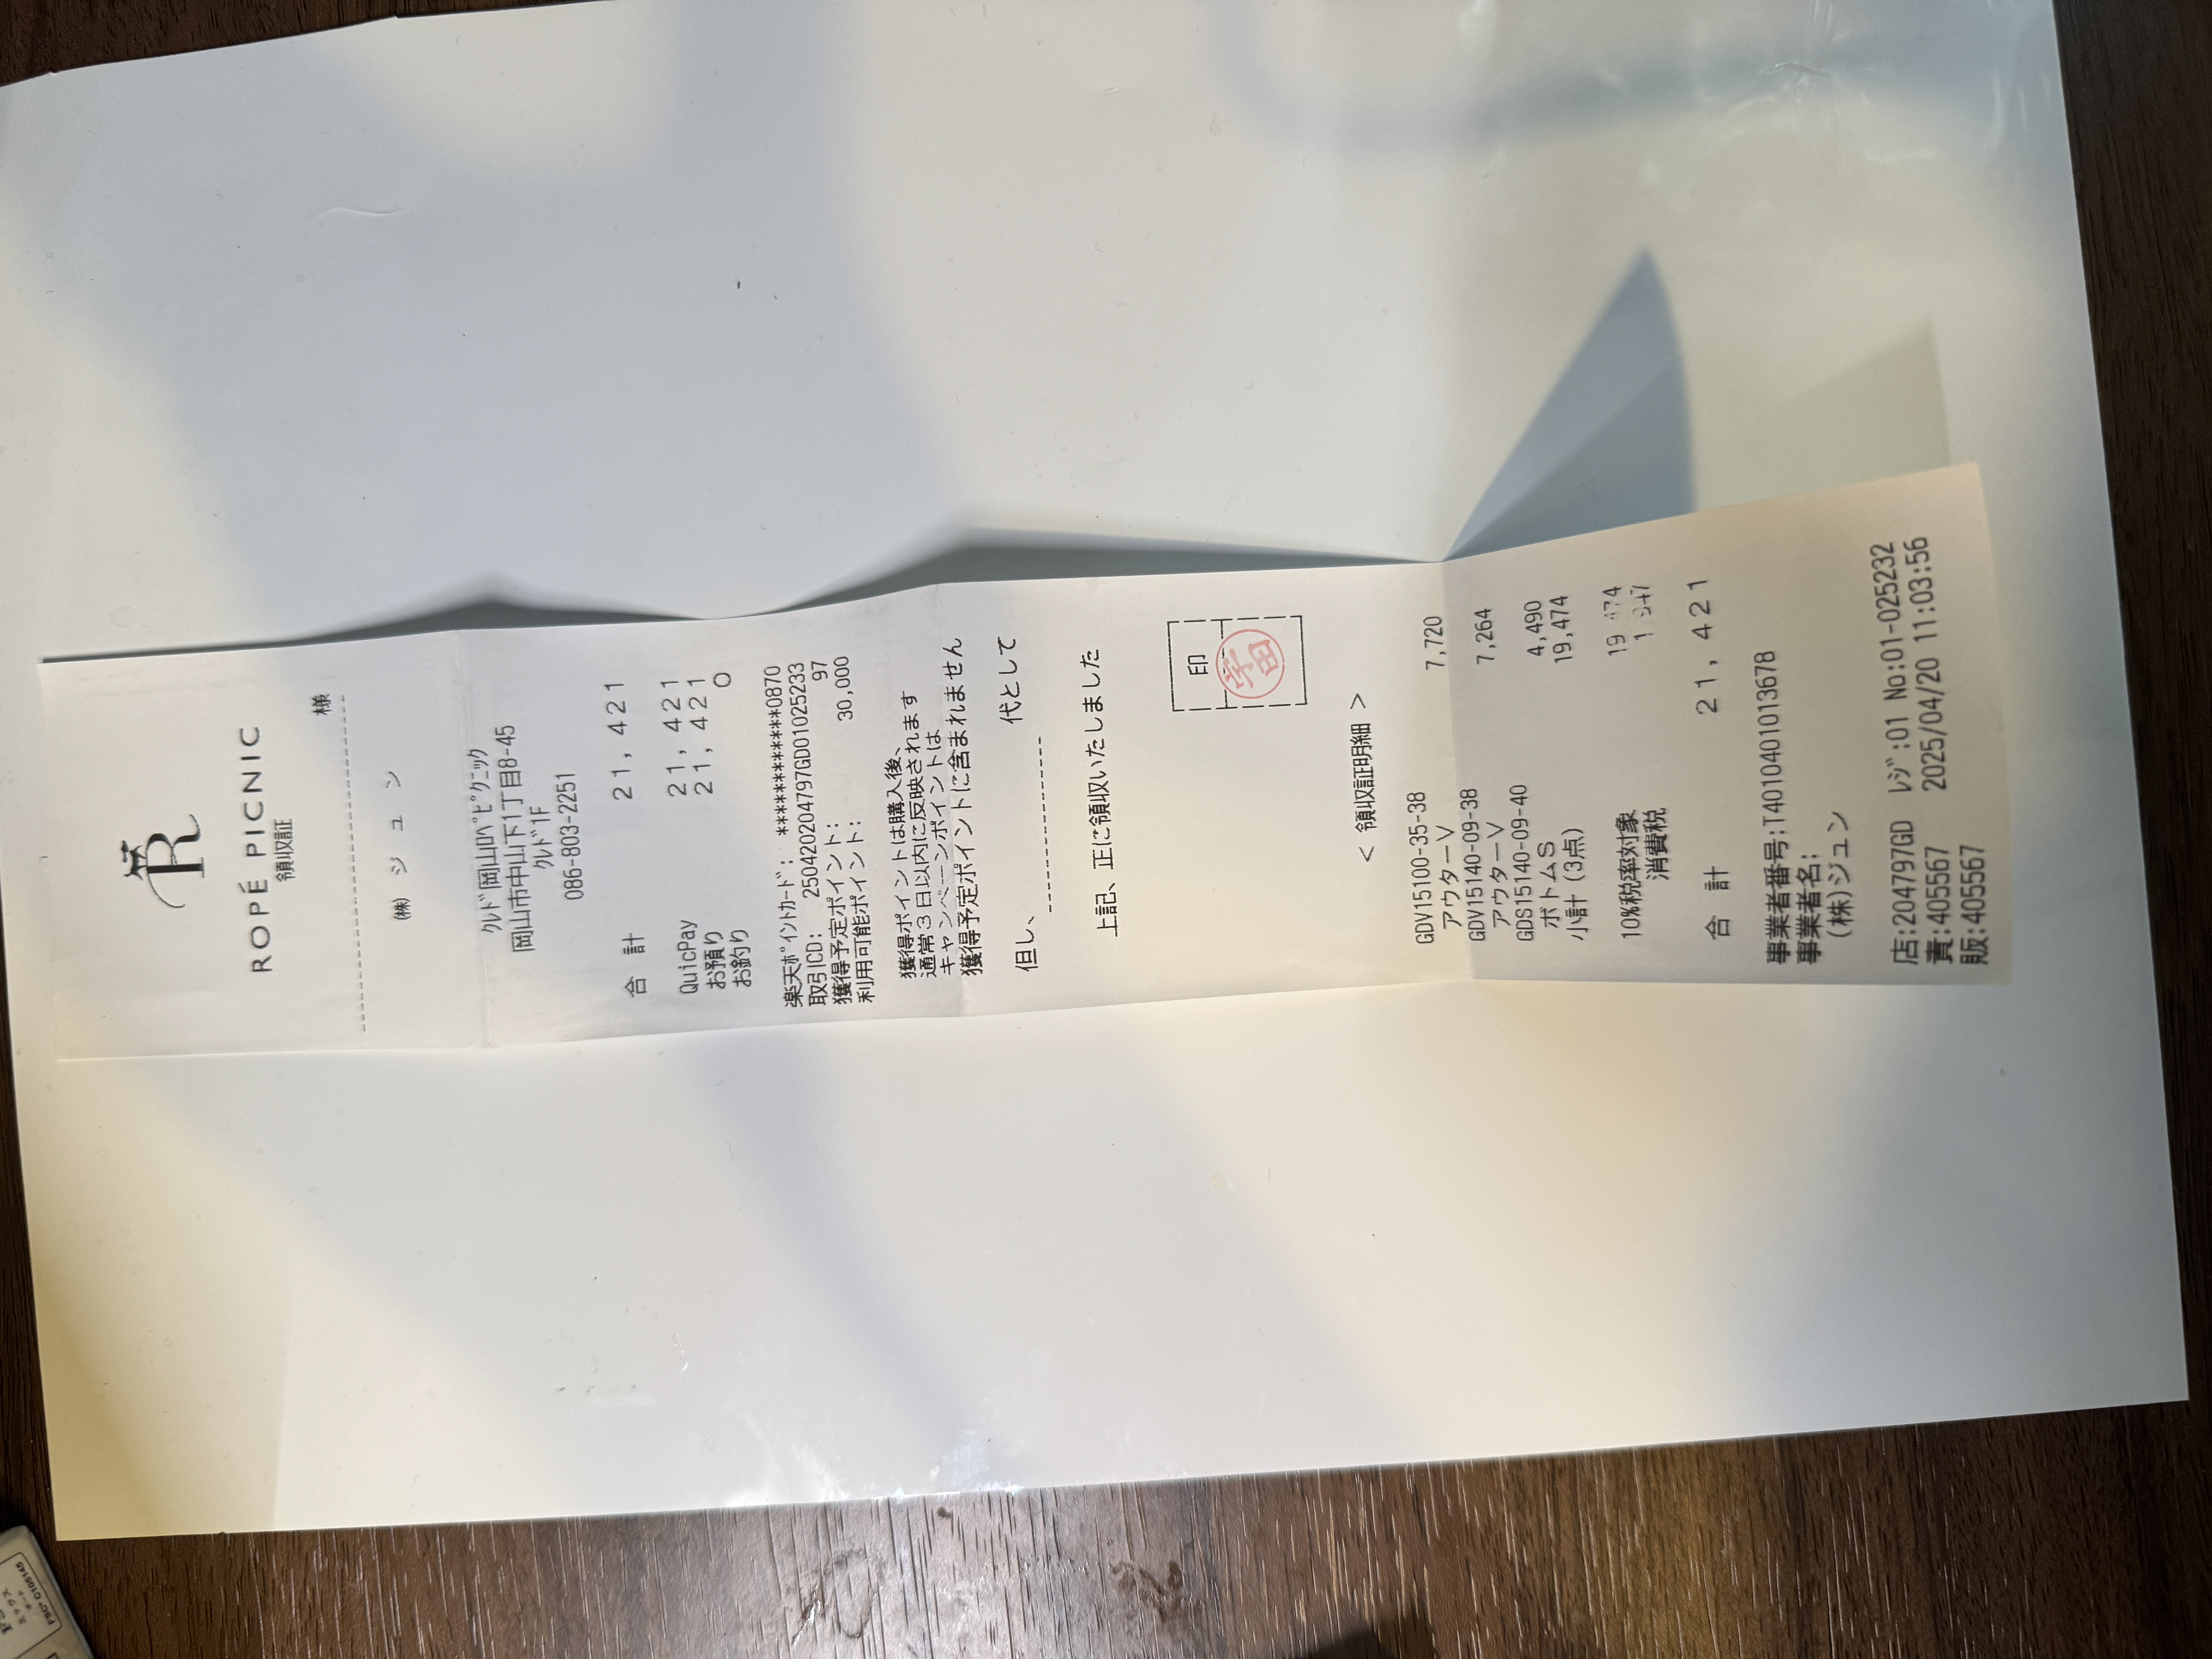 ミックス
ボード
FSC® C105145
R
ROPÉ PICNIC
領収証
様
㈱ ジュン
ｸﾚﾄﾞ岡山ﾛﾍﾟﾋﾟｸﾆｯｸ
岡山市中山下1丁目8-45
ｸﾚﾄﾞ1F
086-803-2251
合 計 21,421
QuicPay 21,421
お預り 21,421
お釣り 0
楽天ﾎﾟｲﾝﾄｶｰﾄﾞ: ************0870
取引CD: 250420204797GD01025233
獲得予定ポイント: 97
利用可能ポイント: 30,000
獲得ポイントは購入後、
通常3日以内に反映されます
キャンペーンポイントは
獲得予定ポイントに含まれません
但し、 代として
上記、正に領収いたしました
印
宇田
< 領収証明細 >
GDV15100-35-38
アウターV 7,720
GDV15140-09-38
アウターV 7,264
GDS15140-09-40
ボトムS 4,490
小計(3点) 19,474
10%税率対象 19 474
消費税 1 947
合 計 21,421
事業者番号:T4010401013678
事業者名:
(株)ジュン
店:204797GD ﾚｼﾞ:01 No:01-025232
責:405567 2025/04/20 11:03:56
販:405567